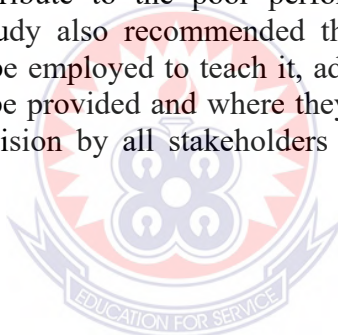 tribute to the poor perfor
udy also recommended th
be employed to teach it, ad
be provided and where they
ision by all stakeholders
EDUCATION FOR SERVICE